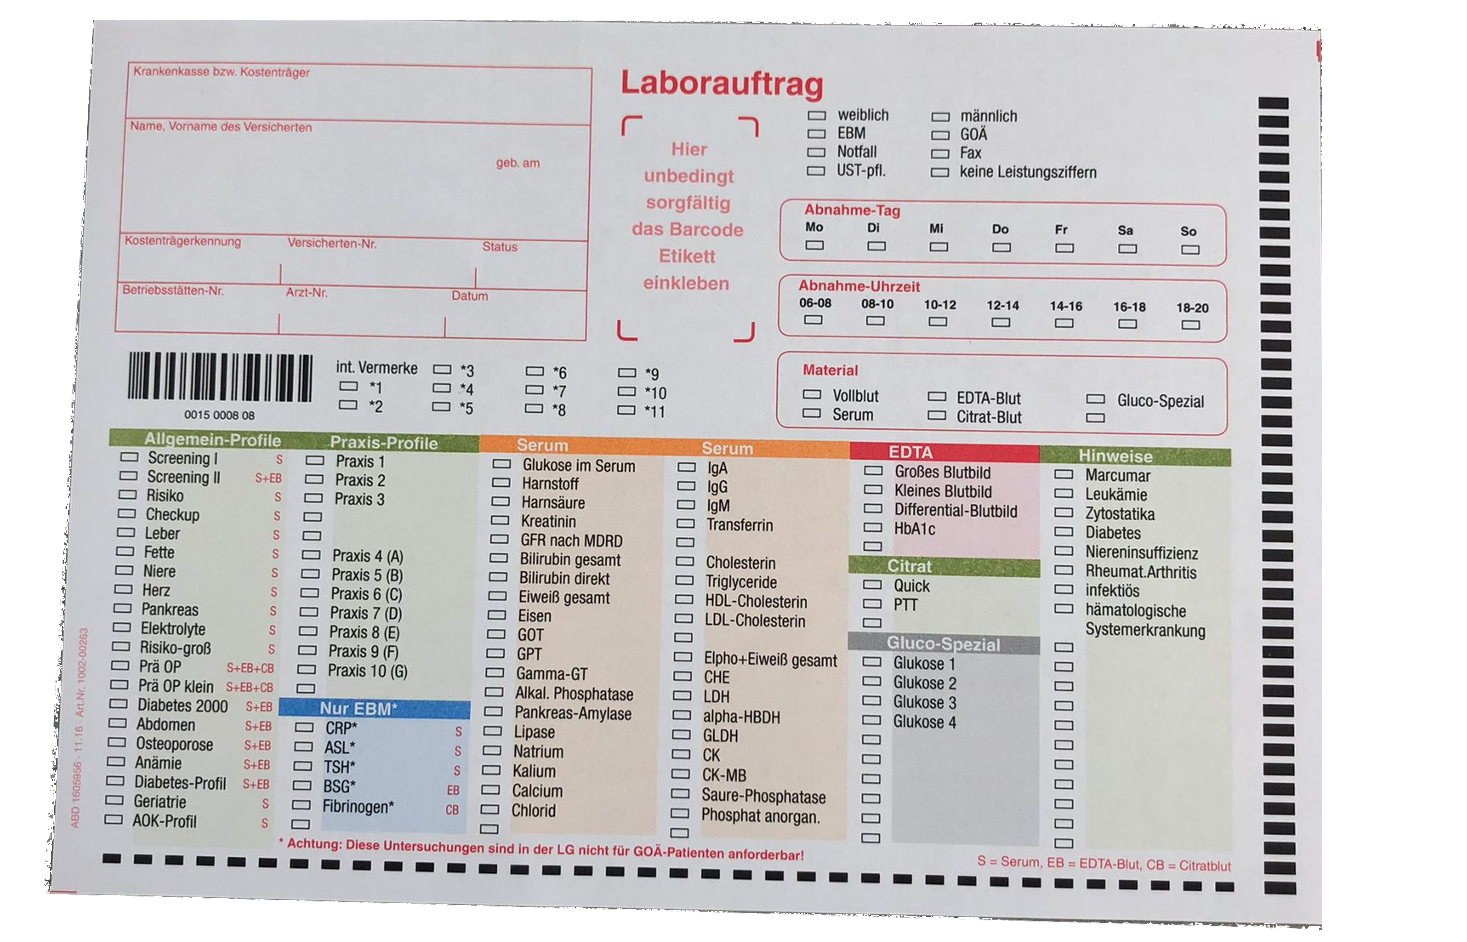 Krankenkasse bzw. Kostenträger
Name, Vorname des Versicherten
geb. am
Kostenträgerkennung
Versicherten-Nr.
Status
Betriebsstätten-Nr.
Arzt-Nr.
Datum
Laborauftrag
Hier
unbedingt
sorgfältig
das Barcode
Etikett
einkleben
weiblich
männlich
EBM
GOÄ
Notfall
Fax
UST-pfl.
keine Leistungsziffern
Abnahme-Tag
Mo Di Mi Do Fr Sa So
Abnahme-Uhrzeit
06-08 08-10 10-12 12-14 14-16 16-18 18-20
0015 0008 08
int. Vermerke
*1
*2
*3
*4
*5
*6
*7
*8
*9
*10
*11
Material
Vollblut
Serum
EDTA-Blut
Citrat-Blut
Gluco-Spezial
Allgemein-Profile
Screening I S
Screening II S+EB
Risiko S
Checkup S
Leber S
Fette S
Niere S
Herz S
Pankreas S
Elektrolyte S
Risiko-groß S
Prä OP S+EB+CB
Prä OP klein S+EB+CB
Diabetes 2000 S+EB
Abdomen S+EB
Osteoporose S+EB
Anämie S+EB
Diabetes-Profil S+EB
Geriatrie S
AOK-Profil S
Praxis-Profile
Praxis 1
Praxis 2
Praxis 3
Praxis 4 (A)
Praxis 5 (B)
Praxis 6 (C)
Praxis 7 (D)
Praxis 8 (E)
Praxis 9 (F)
Praxis 10 (G)
Nur EBM*
CRP* S
ASL* S
TSH* S
BSG* EB
Fibrinogen* CB
Serum
Glukose im Serum
Harnstoff
Harnsäure
Kreatinin
GFR nach MDRD
Bilirubin gesamt
Bilirubin direkt
Eiweiß gesamt
Eisen
GOT
GPT
Gamma-GT
Alkal. Phosphatase
Pankreas-Amylase
Lipase
Natrium
Kalium
Calcium
Chlorid
Serum
IgA
IgG
IgM
Transferrin
Cholesterin
Triglyceride
HDL-Cholesterin
LDL-Cholesterin
Elpho+Eiweiß gesamt
CHE
LDH
alpha-HBDH
GLDH
CK
CK-MB
Saure-Phosphatase
Phosphat anorgan.
EDTA
Großes Blutbild
Kleines Blutbild
Differential-Blutbild
HbA1c
Citrat
Quick
PTT
Gluco-Spezial
Glukose 1
Glukose 2
Glukose 3
Glukose 4
Hinweise
Marcumar
Leukämie
Zytostatika
Diabetes
Niereninsuffizienz
Rheumat.Arthritis
infektiös
hämatologische
Systemerkrankung
* Achtung: Diese Untersuchungen sind in der LG nicht für GOÄ-Patienten anforderbar!
S = Serum, EB = EDTA-Blut, CB = Citratblut
ABD 1605956 · 11.16 · Art.Nr. 1002-00263